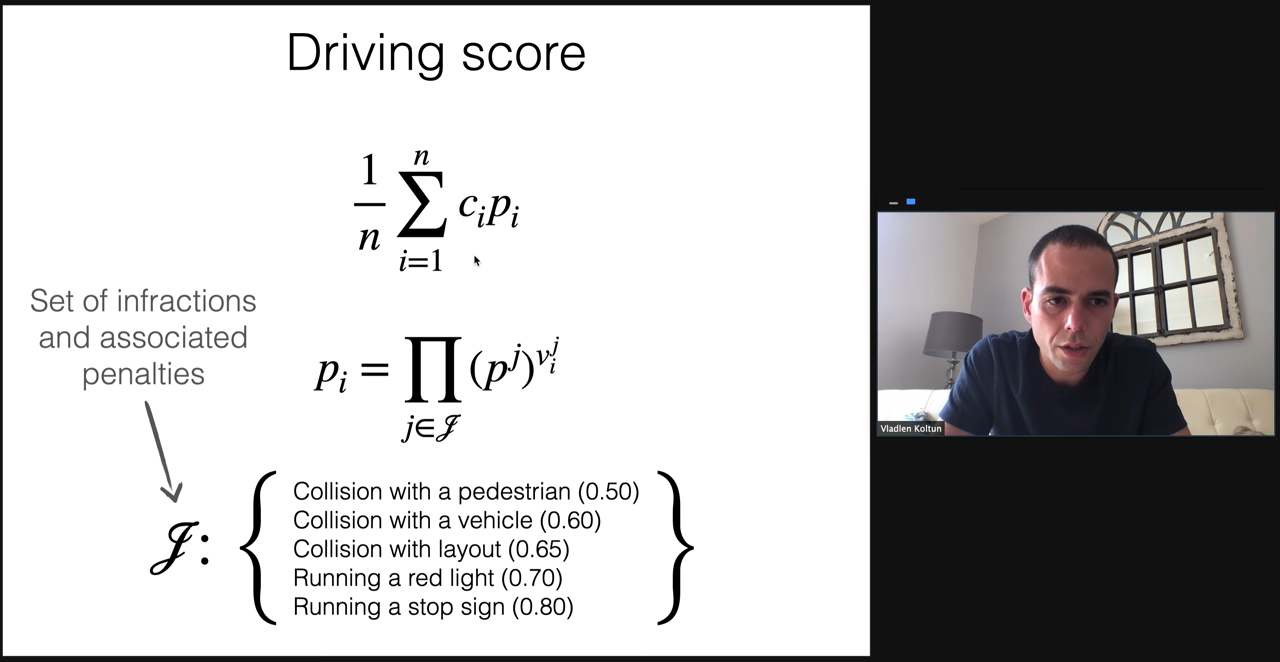 Driving score
1/n ∑_{i=1}^{n} c_i p_i
Set of infractions
and associated
penalties
p_i = ∏_{j∈𝒥} (p^j)^{v_i^j}
𝒥:
Collision with a pedestrian (0.50)
Collision with a vehicle (0.60)
Collision with layout (0.65)
Running a red light (0.70)
Running a stop sign (0.80)
Vladlen Koltun